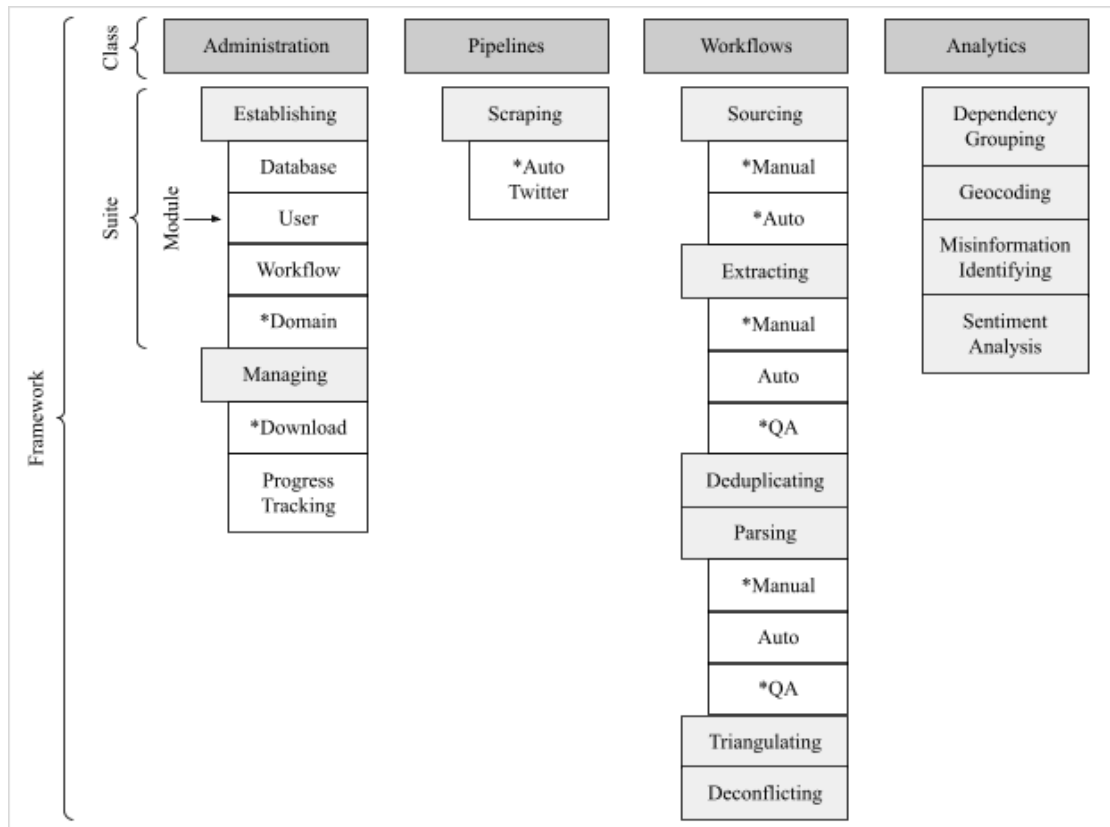 Framework
Class
Suite
Module
Administration
Establishing
Database
User
Workflow
*Domain
Managing
*Download
Progress
Tracking
Pipelines
Scraping
*Auto
Twitter
Workflows
Sourcing
*Manual
*Auto
Extracting
*Manual
Auto
*QA
Deduplicating
Parsing
*Manual
Auto
*QA
Triangulating
Deconflicting
Analytics
Dependency
Grouping
Geocoding
Misinformation
Identifying
Sentiment
Analysis